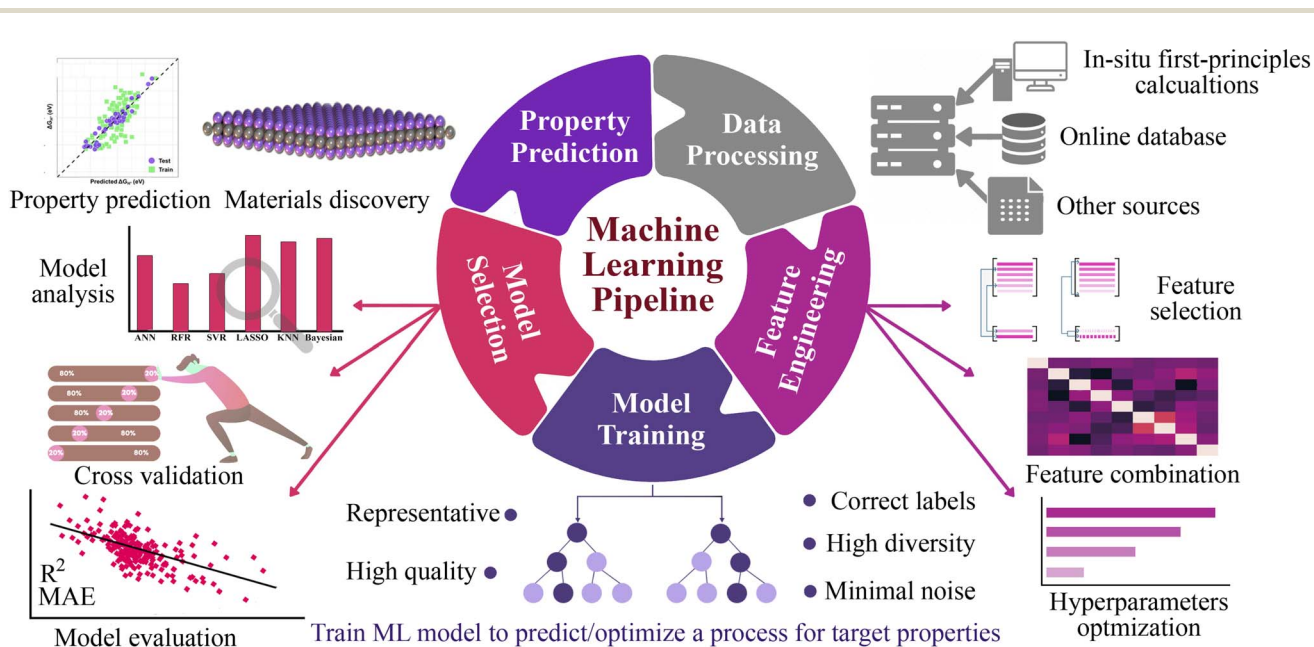 Property
Prediction
Data
Processing
Feature
Engineering
Model
Training
Model
Selection
Machine
Learning
Pipeline
ΔG_H* (eV)
Test
Train
Predicted ΔG_H* (eV)
Property prediction
Materials discovery
Model
analysis
ANN RFR SVR LASSO KNN Bayesian
80% 20%
80% 20%
80% 20%
20% 80%
20% 80%
Cross validation
R²
MAE
Model evaluation
In-situ first-principles
calcualtions
Online database
Other sources
Feature
selection
Feature combination
Hyperparameters
optmization
Representative
High quality
Correct labels
High diversity
Minimal noise
Train ML model to predict/optimize a process for target properties